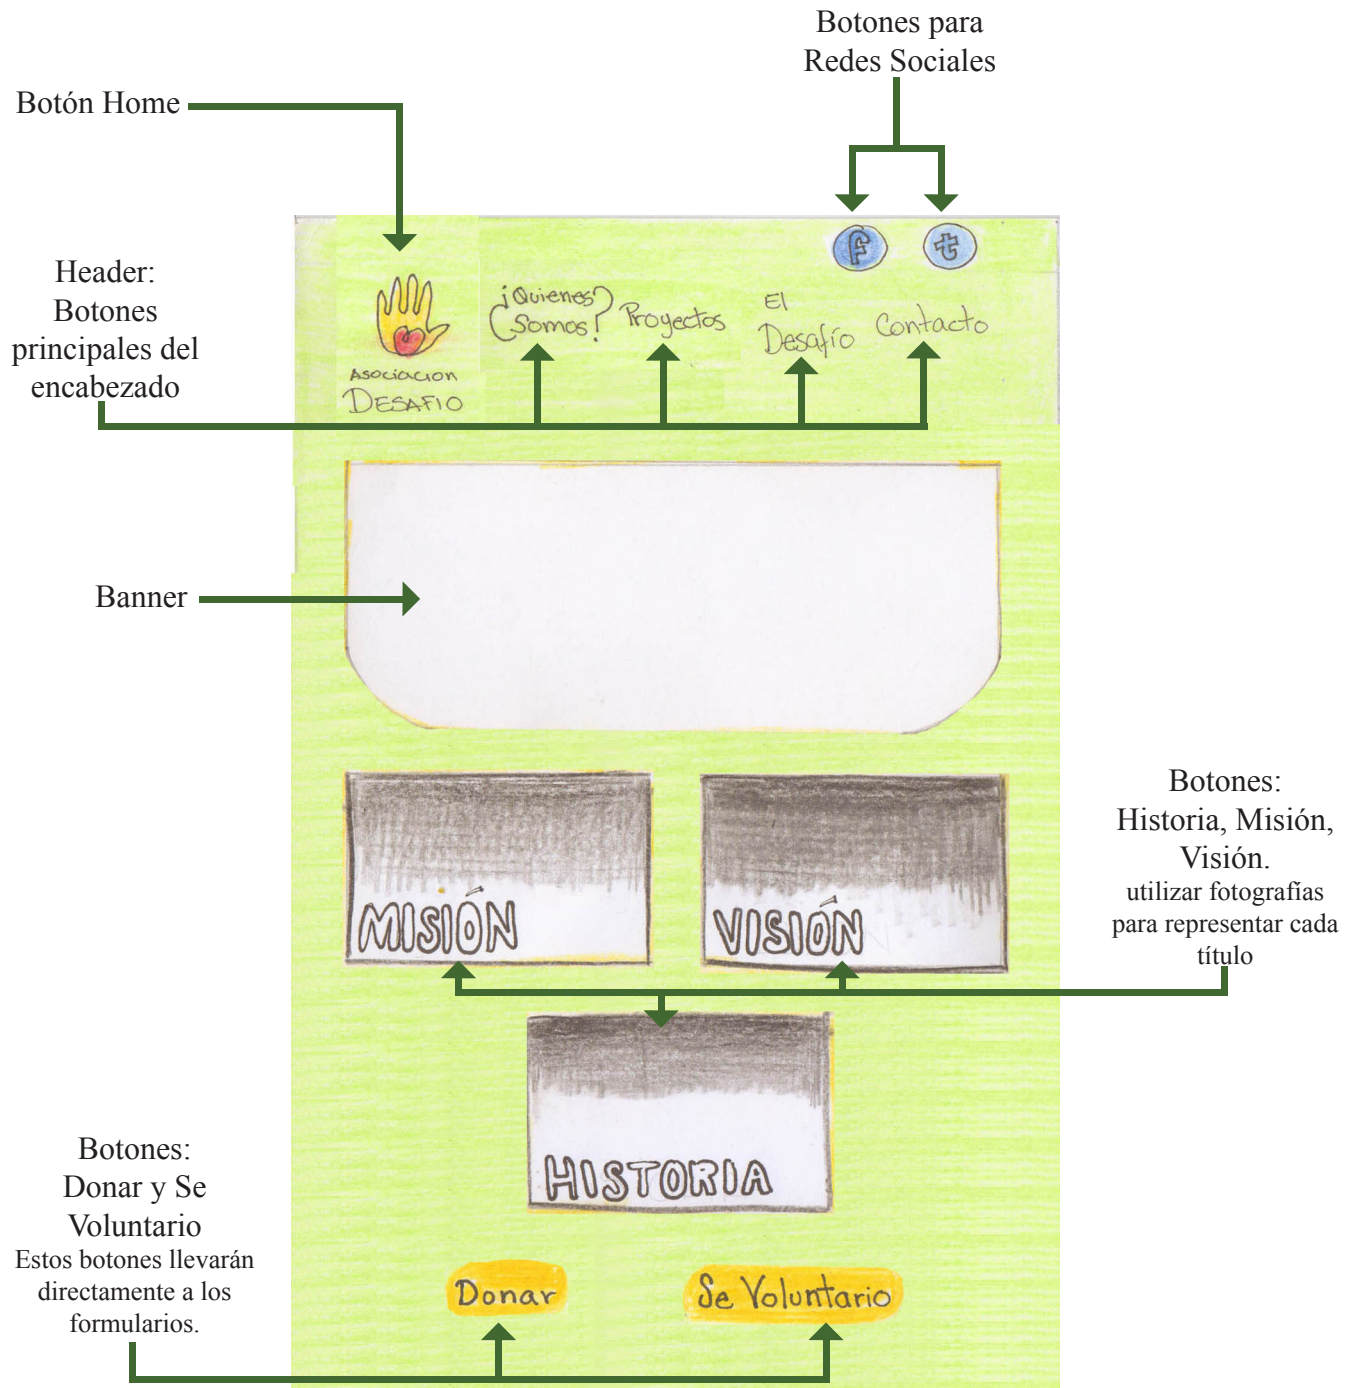 Botones para
Redes Sociales
Botón Home
f
t
Header:
Botones
principales del
encabezado
¿Quienes?
Somos!
Proyectos
El
Desafío
Contacto
Asociacion
DESAFIO
Banner
MISIÓN
VISIÓN
Botones:
Historia, Misión,
Visión.
utilizar fotografías
para representar cada
título
HISTORIA
Botones:
Donar y Se
Voluntario
Estos botones llevarán
directamente a los
formularios.
Donar
Se Voluntario